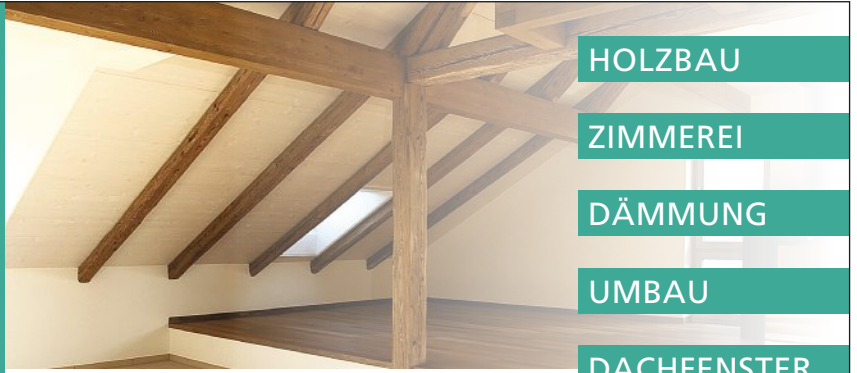 HOLZBAU
ZIMMEREI
DÄMMUNG
UMBAU
DACHFENSTER